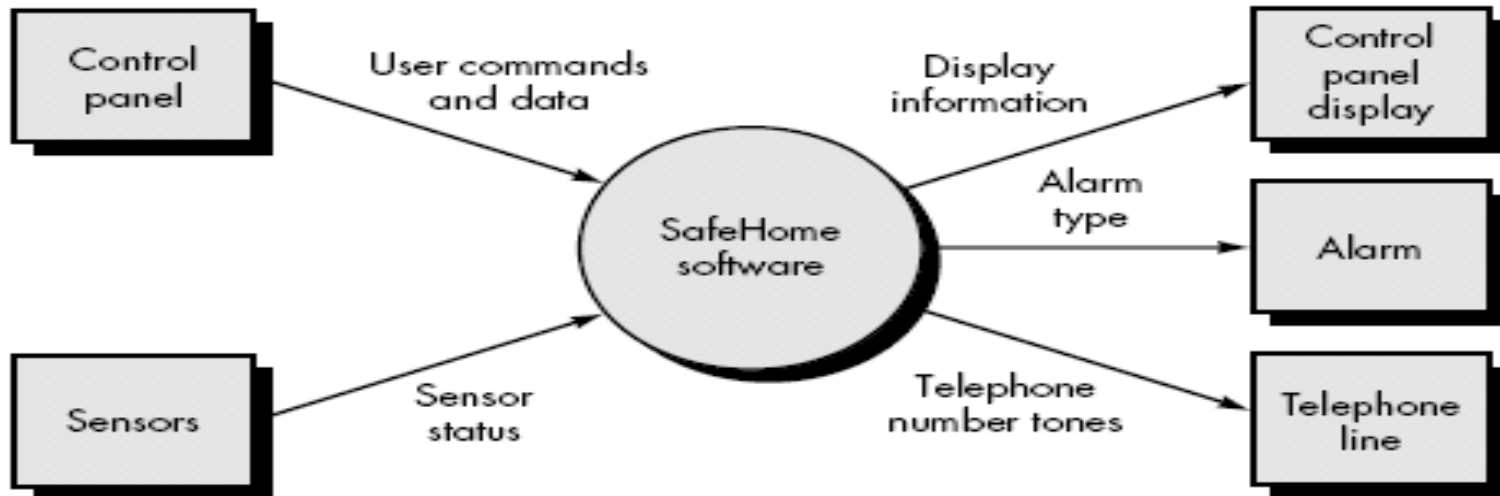 Control
panel
User commands
and data
Display
information
Control
panel
display
Alarm
type
SafeHome
software
Alarm
Sensors
Sensor
status
Telephone
number tones
Telephone
line